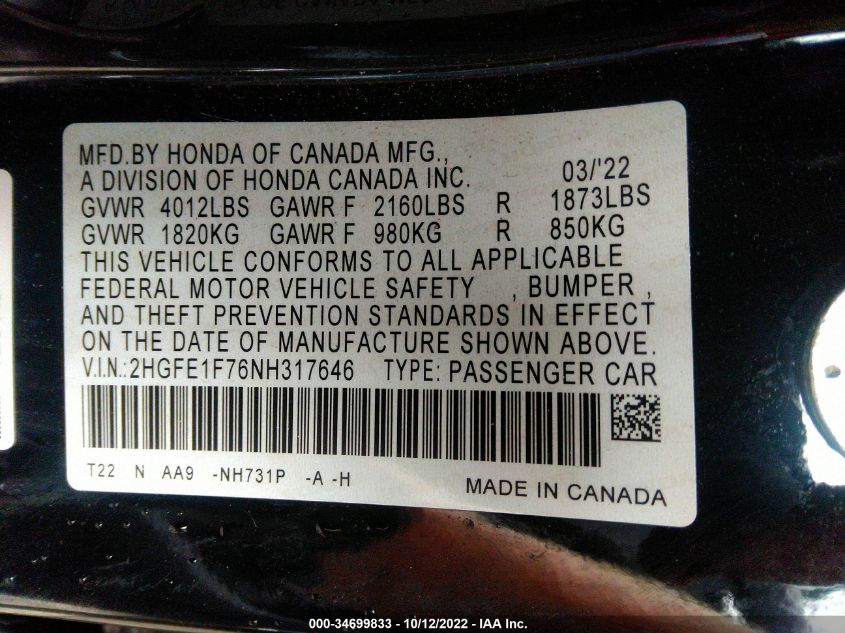 MFD.BY HONDA OF CANADA MFG.,
A DIVISION OF HONDA CANADA INC. 03/'22
GVWR 4012LBS GAWR F 2160LBS R 1873LBS
GVWR 1820KG GAWR F 980KG R 850KG
THIS VEHICLE CONFORMS TO ALL APPLICABLE
FEDERAL MOTOR VEHICLE SAFETY , BUMPER ,
AND THEFT PREVENTION STANDARDS IN EFFECT
ON THE DATE OF MANUFACTURE SHOWN ABOVE.
V.I.N.:2HGFE1F76NH317646 TYPE: PASSENGER CAR
T22 N AA9 -NH731P -A -H
MADE IN CANADA
000-34699833 - 10/12/2022 - IAA Inc.